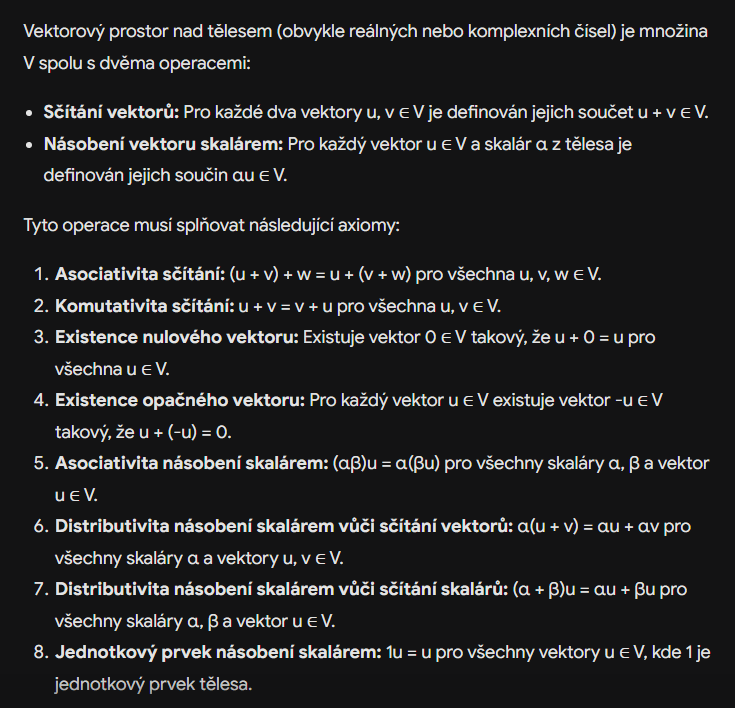 Vektorový prostor nad tělesem (obvykle reálných nebo komplexních čísel) je množina
V spolu s dvěma operacemi:
• Sčítání vektorů: Pro každé dva vektory u, v ∈ V je definován jejich součet u + v ∈ V.
• Násobení vektoru skalárem: Pro každý vektor u ∈ V a skalár α z tělesa je
definován jejich součin αu ∈ V.
Tyto operace musí splňovat následující axiomy:
1. Asociativita sčítání: (u + v) + w = u + (v + w) pro všechna u, v, w ∈ V.
2. Komutativita sčítání: u + v = v + u pro všechna u, v ∈ V.
3. Existence nulového vektoru: Existuje vektor 0 ∈ V takový, že u + 0 = u pro
všechna u ∈ V.
4. Existence opačného vektoru: Pro každý vektor u ∈ V existuje vektor -u ∈ V
takový, že u + (-u) = 0.
5. Asociativita násobení skalárem: (αβ)u = α(βu) pro všechny skaláry α, β a vektor
u ∈ V.
6. Distributivita násobení skalárem vůči sčítání vektorů: α(u + v) = αu + αv pro
všechny skaláry α a vektory u, v ∈ V.
7. Distributivita násobení skalárem vůči sčítání skalárů: (α + β)u = αu + βu pro
všechny skaláry α, β a vektor u ∈ V.
8. Jednotkový prvek násobení skalárem: 1u = u pro všechny vektory u ∈ V, kde 1 je
jednotkový prvek tělesa.